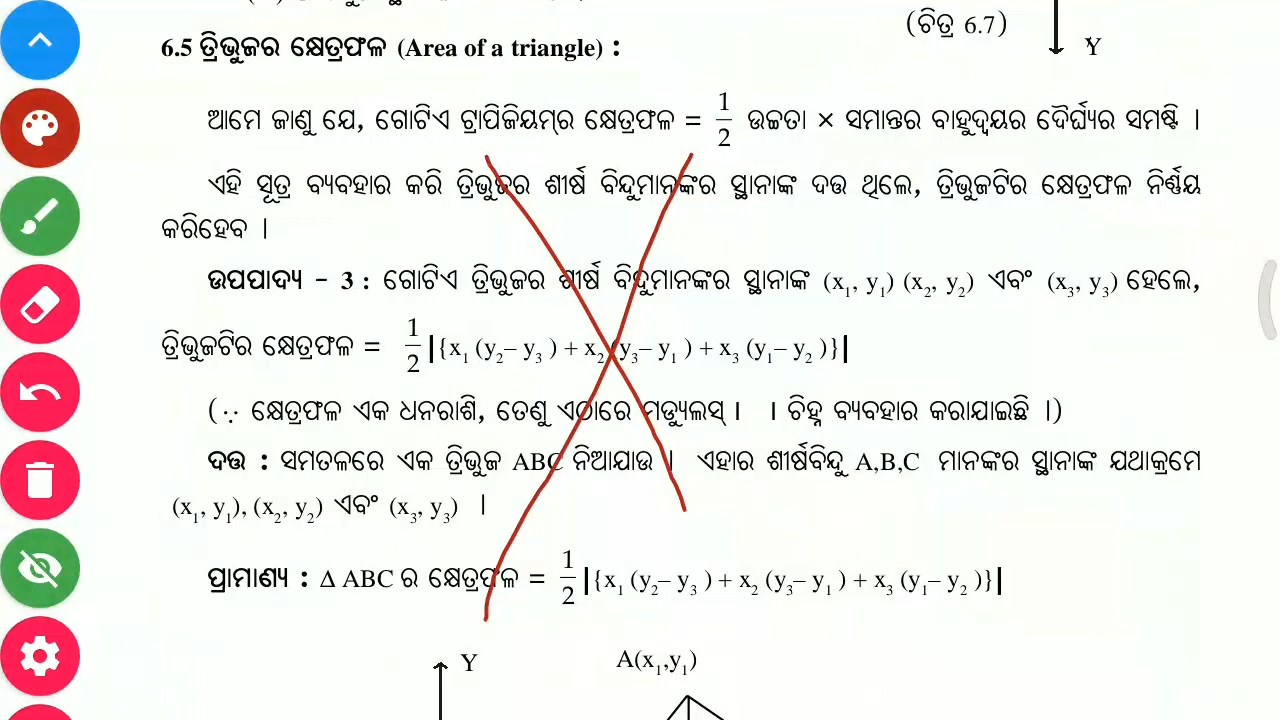 (ଚିତ୍ର 6.7)
Y
6.5 ତ୍ରିଭୁଜର କ୍ଷେତ୍ରଫଳ (Area of a triangle) :
ଆମେ ଜାଣୁ ଯେ, ଗୋଟିଏ ଟ୍ରାପିଜିୟମ୍‌ର କ୍ଷେତ୍ରଫଳ = 1/2 ଉଚ୍ଚତା × ସମାନ୍ତର ବାହୁଦ୍ୱୟର ଦୈର୍ଘ୍ୟର ସମଷ୍ଟି ।
ଏହି ସୂତ୍ର ବ୍ୟବହାର କରି ତ୍ରିଭୁଜର ଶୀର୍ଷ ବିନ୍ଦୁମାନଙ୍କର ସ୍ଥାନାଙ୍କ ଦତ୍ତ ଥିଲେ, ତ୍ରିଭୁଜଟିର କ୍ଷେତ୍ରଫଳ ନିର୍ଣ୍ଣୟ
କରିହେବ ।
ଉପପାଦ୍ୟ - 3 : ଗୋଟିଏ ତ୍ରିଭୁଜର ଶୀର୍ଷ ବିନ୍ଦୁମାନଙ୍କର ସ୍ଥାନାଙ୍କ (x₁, y₁) (x₂, y₂) ଏବଂ (x₃, y₃) ହେଲେ,
ତ୍ରିଭୁଜଟିର କ୍ଷେତ୍ରଫଳ = 1/2 |{x₁ (y₂– y₃ ) + x₂ (y₃– y₁ ) + x₃ (y₁– y₂ )}|
(∵ କ୍ଷେତ୍ରଫଳ ଏକ ଧନରାଶି, ତେଣୁ ଏଠାରେ ମଡ୍ୟୁଲସ୍ । । ଚିହ୍ନ ବ୍ୟବହାର କରାଯାଇଛି ।)
ଦତ୍ତ : ସମତଳରେ ଏକ ତ୍ରିଭୁଜ ABC ନିଆଯାଉ । ଏହାର ଶୀର୍ଷବିନ୍ଦୁ A,B,C ମାନଙ୍କର ସ୍ଥାନାଙ୍କ ଯଥାକ୍ରମେ
(x₁, y₁), (x₂, y₂) ଏବଂ (x₃, y₃) ।
ପ୍ରାମାଣ୍ୟ : Δ ABC ର କ୍ଷେତ୍ରଫଳ = 1/2 |{x₁ (y₂– y₃ ) + x₂ (y₃– y₁ ) + x₃ (y₁– y₂ )}|
Y
A(x₁,y₁)